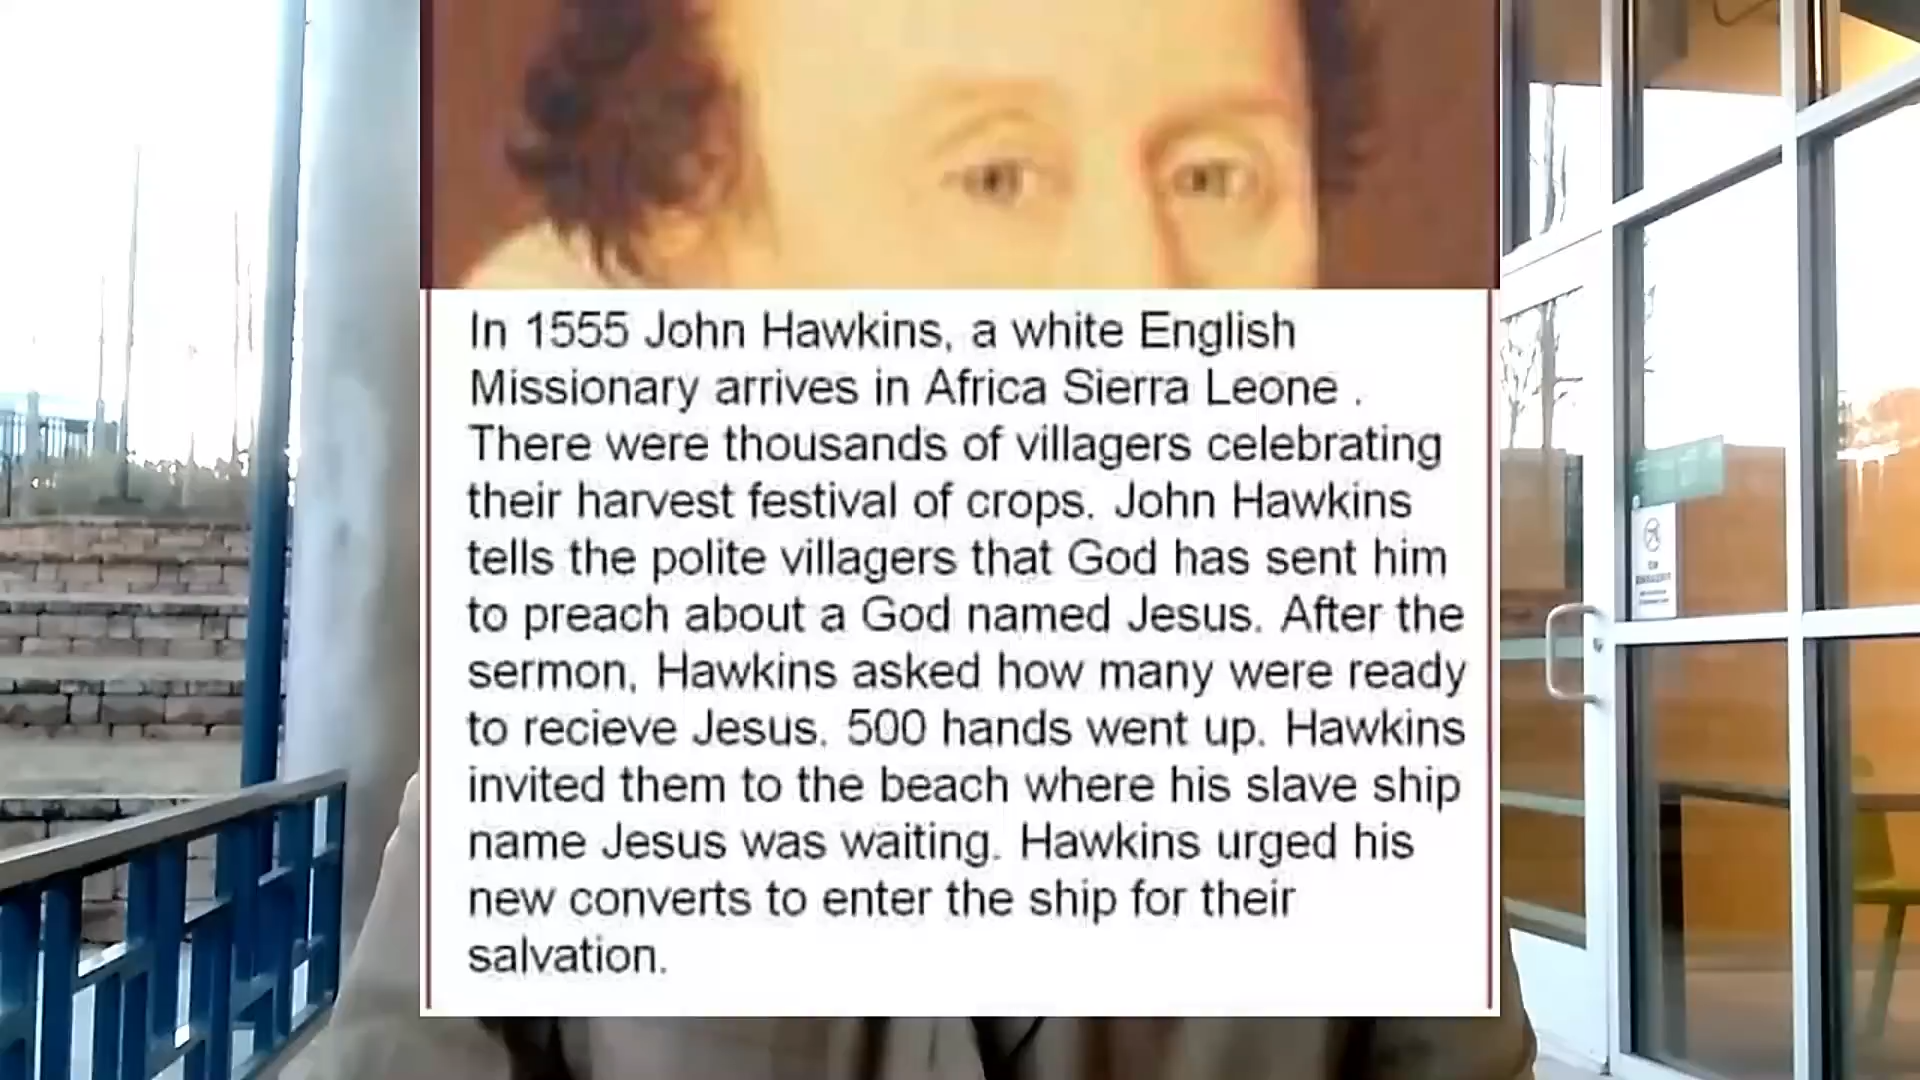 In 1555 John Hawkins, a white English
Missionary arrives in Africa Sierra Leone .
There were thousands of villagers celebrating
their harvest festival of crops. John Hawkins
tells the polite villagers that God has sent him
to preach about a God named Jesus. After the
sermon, Hawkins asked how many were ready
to recieve Jesus. 500 hands went up. Hawkins
invited them to the beach where his slave ship
name Jesus was waiting. Hawkins urged his
new converts to enter the ship for their
salvation.